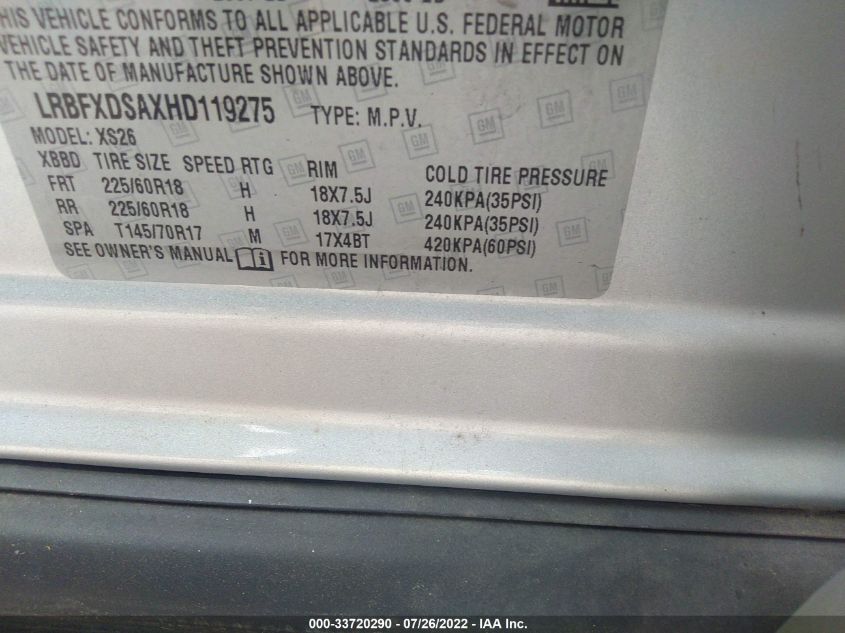 HIS VEHICLE CONFORMS TO ALL APPLICABLE U.S. FEDERAL MOTOR
VEHICLE SAFETY AND THEFT PREVENTION STANDARDS IN EFFECT ON
THE DATE OF MANUFACTURE SHOWN ABOVE.
LRBFXDSAXHD119275 TYPE: M.P.V.
MODEL: XS26
XBBD TIRE SIZE SPEED RTG RIM COLD TIRE PRESSURE
FRT 225/60R18 H 18X7.5J 240KPA(35PSI)
RR 225/60R18 H 18X7.5J 240KPA(35PSI)
SPA T145/70R17 M 17X4BT 420KPA(60PSI)
SEE OWNER'S MANUAL FOR MORE INFORMATION.
GM
000-33720290 - 07/26/2022 - IAA Inc.